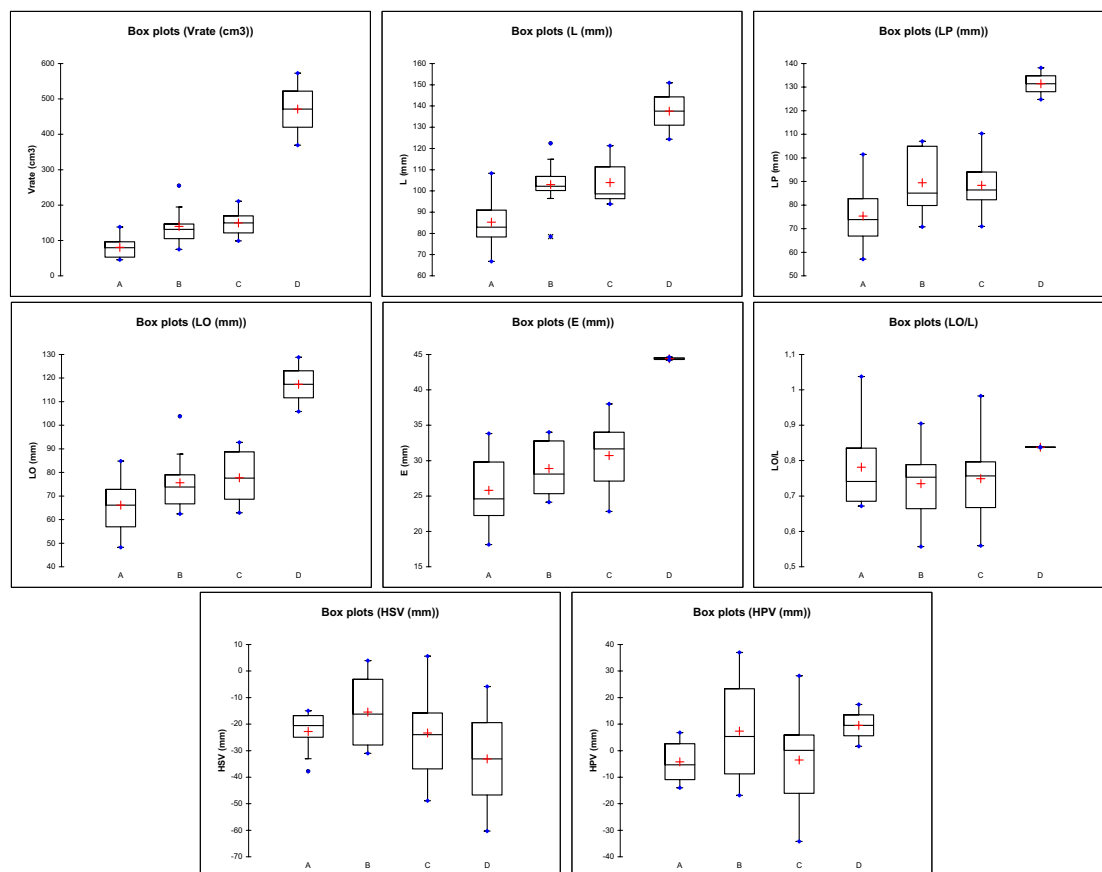 Box plots (Vrate (cm3))
Vrate (cm3)
600
500
400
300
200
100
0
A B C D
Box plots (L (mm))
L (mm)
160
150
140
130
120
110
100
90
80
70
60
A B C D
Box plots (LP (mm))
LP (mm)
140
130
120
110
100
90
80
70
60
50
A B C D
Box plots (LO (mm))
LO (mm)
130
120
110
100
90
80
70
60
50
40
A B C D
Box plots (E (mm))
E (mm)
45
40
35
30
25
20
15
A B C D
Box plots (LO/L)
LO/L
1,1
1
0,9
0,8
0,7
0,6
0,5
A B C D
Box plots (HSV (mm))
HSV (mm)
10
0
-10
-20
-30
-40
-50
-60
-70
A B C D
Box plots (HPV (mm))
HPV (mm)
40
30
20
10
0
-10
-20
-30
-40
A B C D